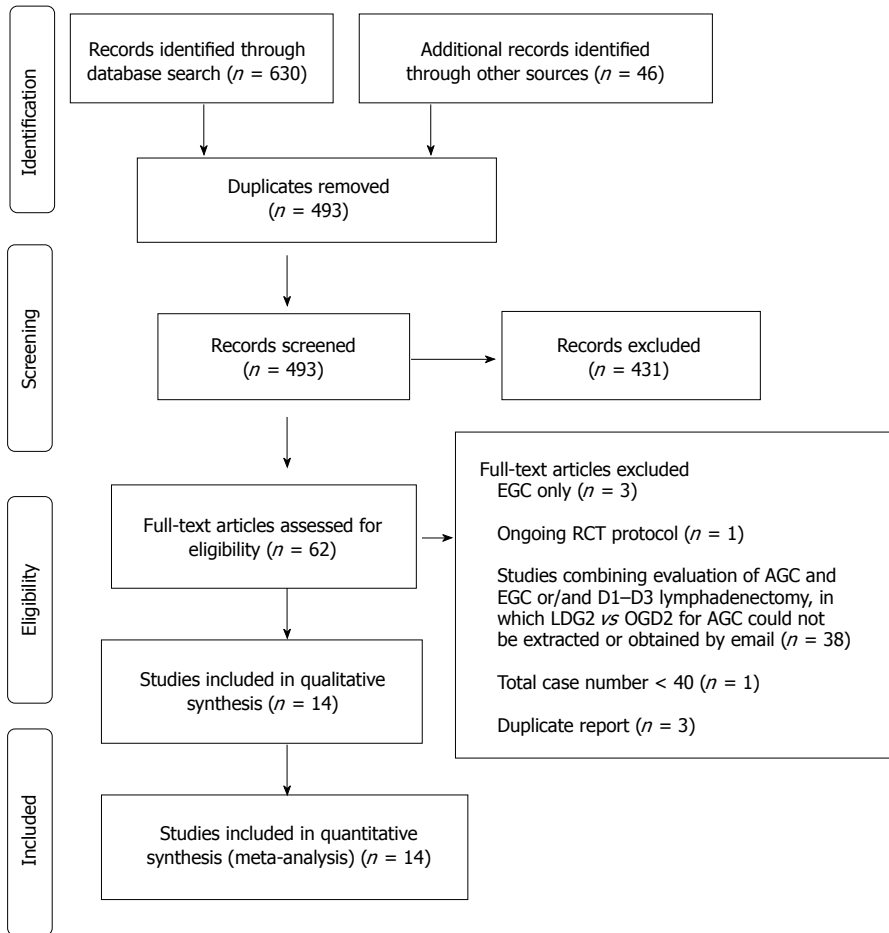 Identification
Records identified through
database search (n = 630)
Additional records identified
through other sources (n = 46)
Duplicates removed
(n = 493)
Screening
Records screened
(n = 493)
Records excluded
(n = 431)
Eligibility
Full-text articles assessed for
eligibility (n = 62)
Full-text articles excluded
EGC only (n = 3)
Ongoing RCT protocol (n = 1)
Studies combining evaluation of AGC and
EGC or/and D1–D3 lymphadenectomy, in
which LDG2 vs OGD2 for AGC could not
be extracted or obtained by email (n = 38)
Total case number < 40 (n = 1)
Duplicate report (n = 3)
Studies included in qualitative
synthesis (n = 14)
Included
Studies included in quantitative
synthesis (meta-analysis) (n = 14)